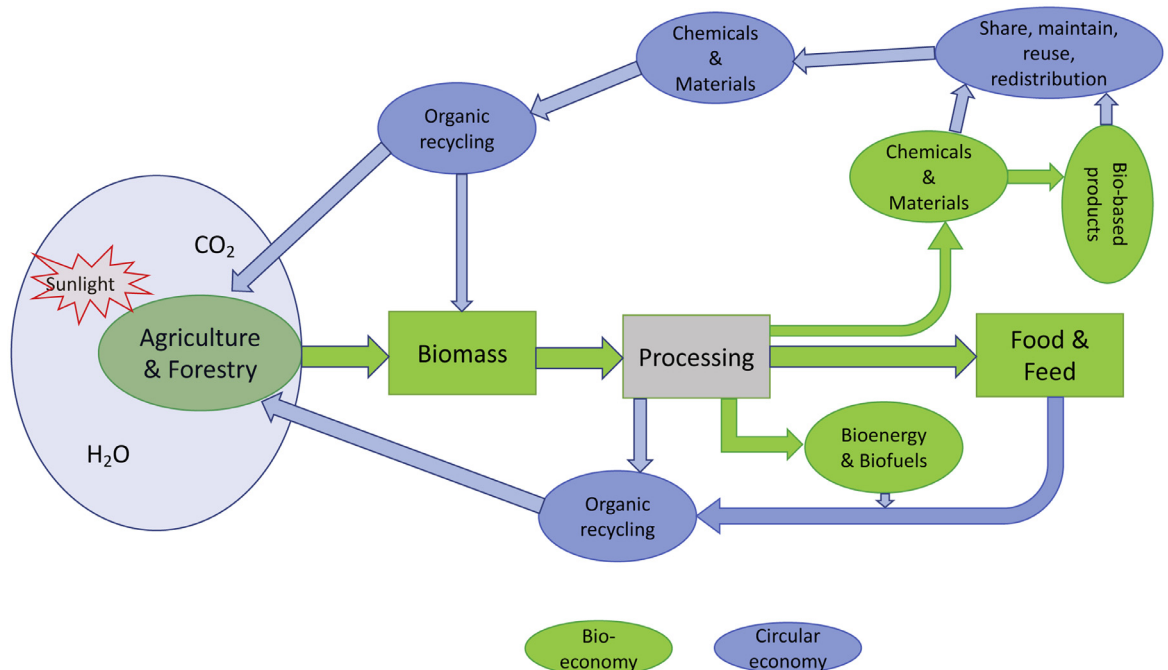 Share, maintain,
reuse,
redistribution
Chemicals
&
Materials
Organic
recycling
Chemicals
&
Materials
Bio-based
products
CO₂
Sunlight
Agriculture
& Forestry
Biomass
Processing
Food &
Feed
H₂O
Bioenergy
& Biofuels
Organic
recycling
Bio-
economy
Circular
economy